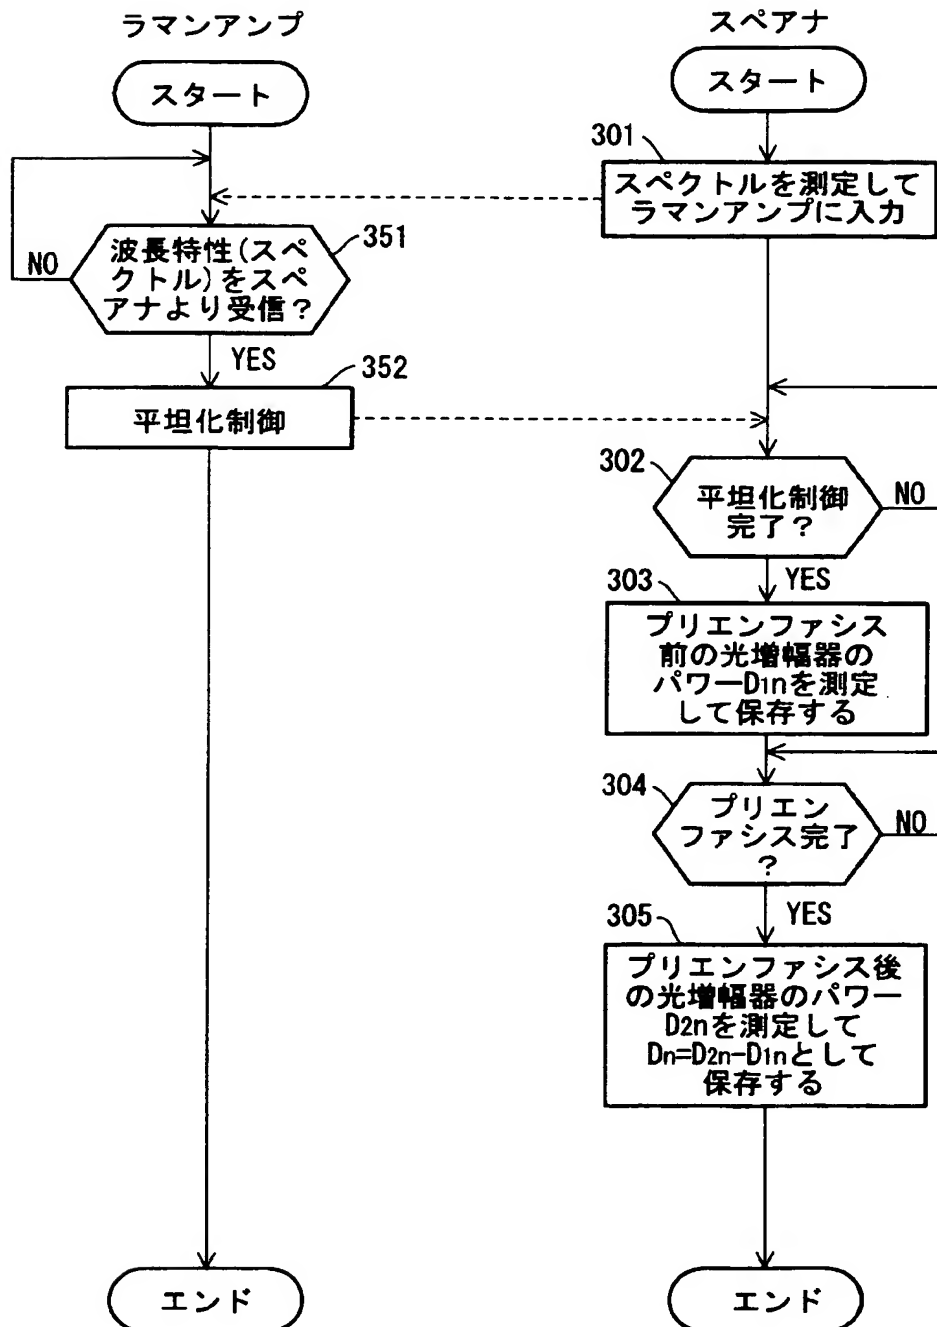 ラマンアンプ
スタート
NO
波長特性(スペ
クトル)をスペ
アナより受信?
351
YES
352
平坦化制御
エンド
スペアナ
スタート
301
スペクトルを測定して
ラマンアンプに入力
302
平坦化制御
完了?
NO
YES
303
プリエンファシス
前の光増幅器の
パワーD1nを測定
して保存する
304
プリエン
ファシス完了
?
NO
YES
305
プリエンファシス後
の光増幅器のパワー
D2nを測定して
Dn=D2n-D1nとして
保存する
エンド